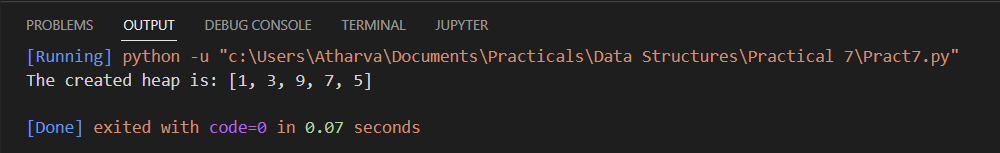 PROBLEMS OUTPUT DEBUG CONSOLE TERMINAL JUPYTER
[Running] python -u "c:\Users\Atharva\Documents\Practicals\Data Structures\Practical 7\Pract7.py"
The created heap is: [1, 3, 9, 7, 5]
[Done] exited with code=0 in 0.07 seconds